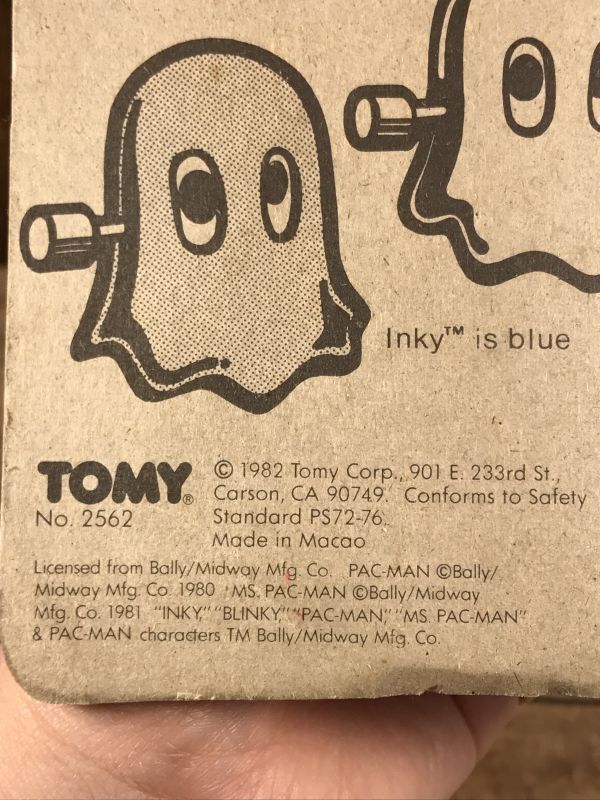 Inky™ is blue
TOMY®
No. 2562
© 1982 Tomy Corp., 901 E. 233rd St.,
Carson, CA 90749. Conforms to Safety
Standard PS72-76.
Made in Macao
Licensed from Bally/Midway Mfg. Co. PAC-MAN ©Bally/
Midway Mfg. Co. 1980 MS. PAC-MAN ©Bally/Midway
Mfg. Co. 1981 "INKY," "BLINKY," "PAC-MAN," "MS. PAC-MAN"
& PAC-MAN characters TM Bally/Midway Mfg. Co.